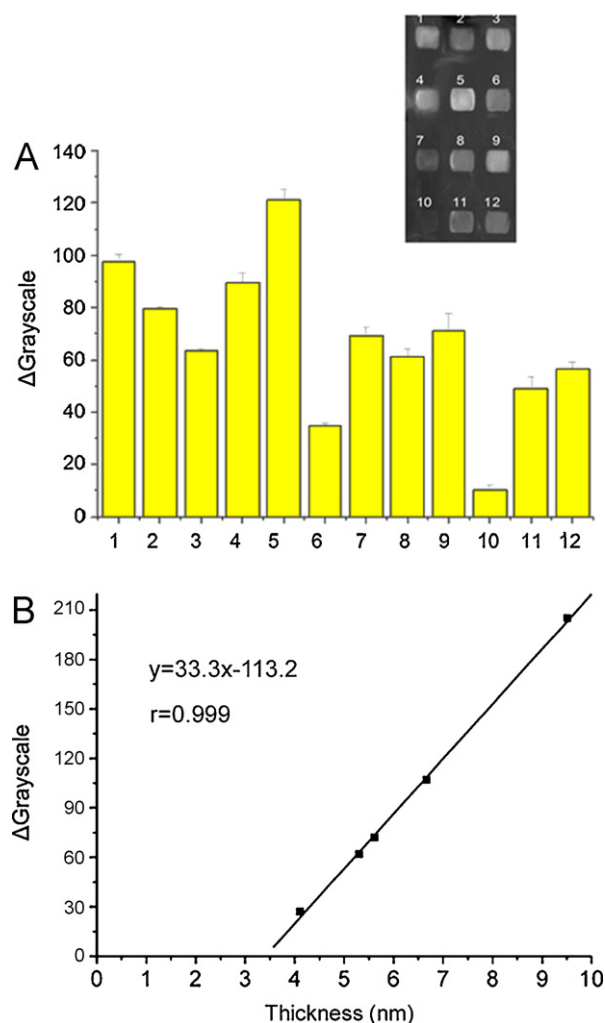 1 2 3
4 5 6
7 8 9
10 11 12
A
140
120
100
80
60
40
20
0
ΔGrayscale
1 2 3 4 5 6 7 8 9 10 11 12
B
210
180
150
120
90
60
30
0
ΔGrayscale
y=33.3x-113.2
r=0.999
0 1 2 3 4 5 6 7 8 9 10
Thickness (nm)